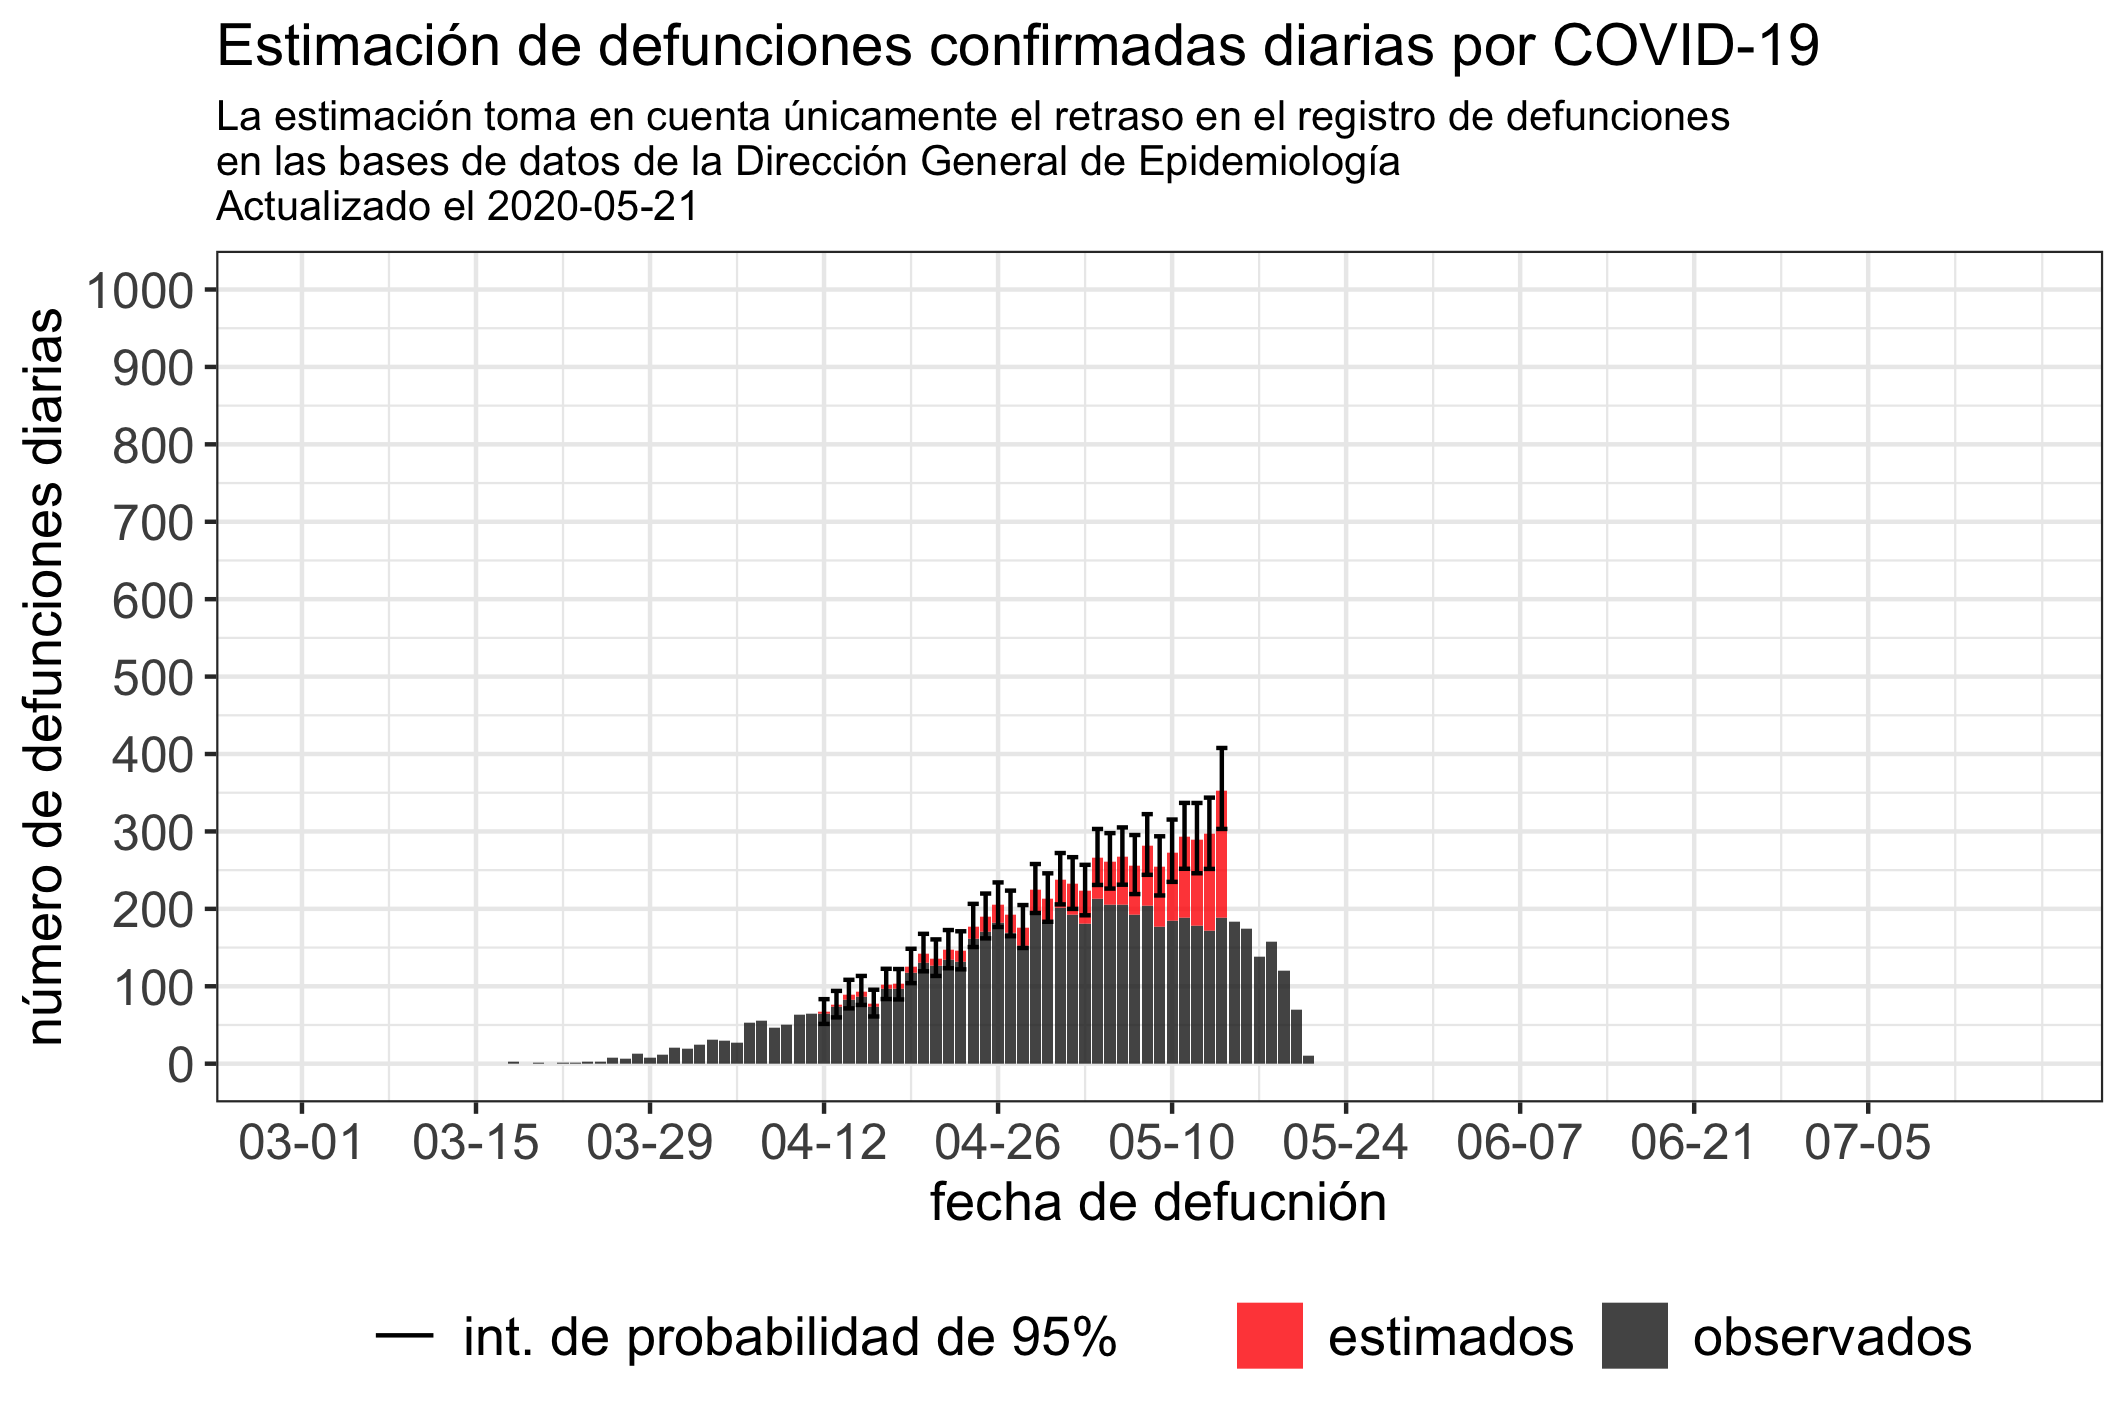 Estimación de defunciones confirmadas diarias por COVID-19
La estimación toma en cuenta únicamente el retraso en el registro de defunciones
en las bases de datos de la Dirección General de Epidemiología
Actualizado el 2020-05-21
número de defunciones diarias
1000
900
800
700
600
500
400
300
200
100
0
03-01 03-15 03-29 04-12 04-26 05-10 05-24 06-07 06-21 07-05
fecha de defucnión
int. de probabilidad de 95% estimados observados